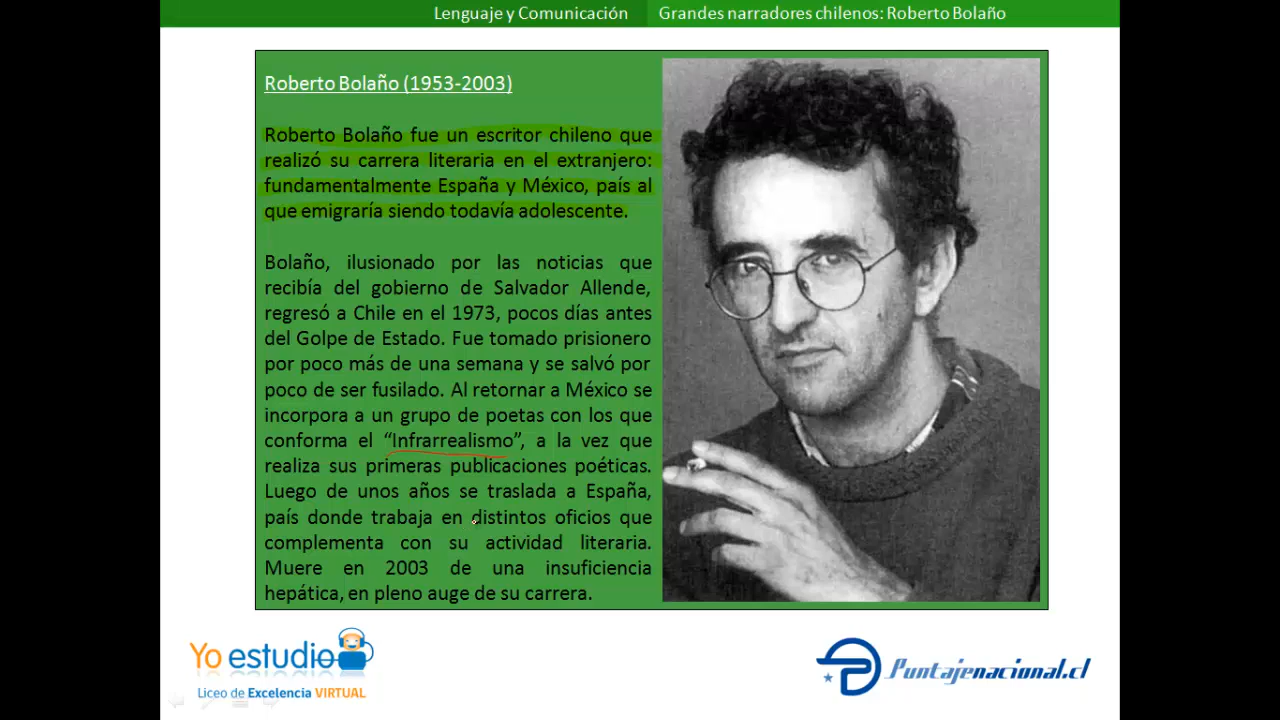 Lenguaje y Comunicación Grandes narradores chilenos: Roberto Bolaño
Roberto Bolaño (1953-2003)
Roberto Bolaño fue un escritor chileno que
realizó su carrera literaria en el extranjero:
fundamentalmente España y México, país al
que emigraría siendo todavía adolescente.
Bolaño, ilusionado por las noticias que
recibía del gobierno de Salvador Allende,
regresó a Chile en el 1973, pocos días antes
del Golpe de Estado. Fue tomado prisionero
por poco más de una semana y se salvó por
poco de ser fusilado. Al retornar a México se
incorpora a un grupo de poetas con los que
conforma el “Infrarrealismo”, a la vez que
realiza sus primeras publicaciones poéticas.
Luego de unos años se traslada a España,
país donde trabaja en distintos oficios que
complementa con su actividad literaria.
Muere en 2003 de una insuficiencia
hepática, en pleno auge de su carrera.
Yo estudio
Liceo de Excelencia VIRTUAL
Puntajenacional.cl